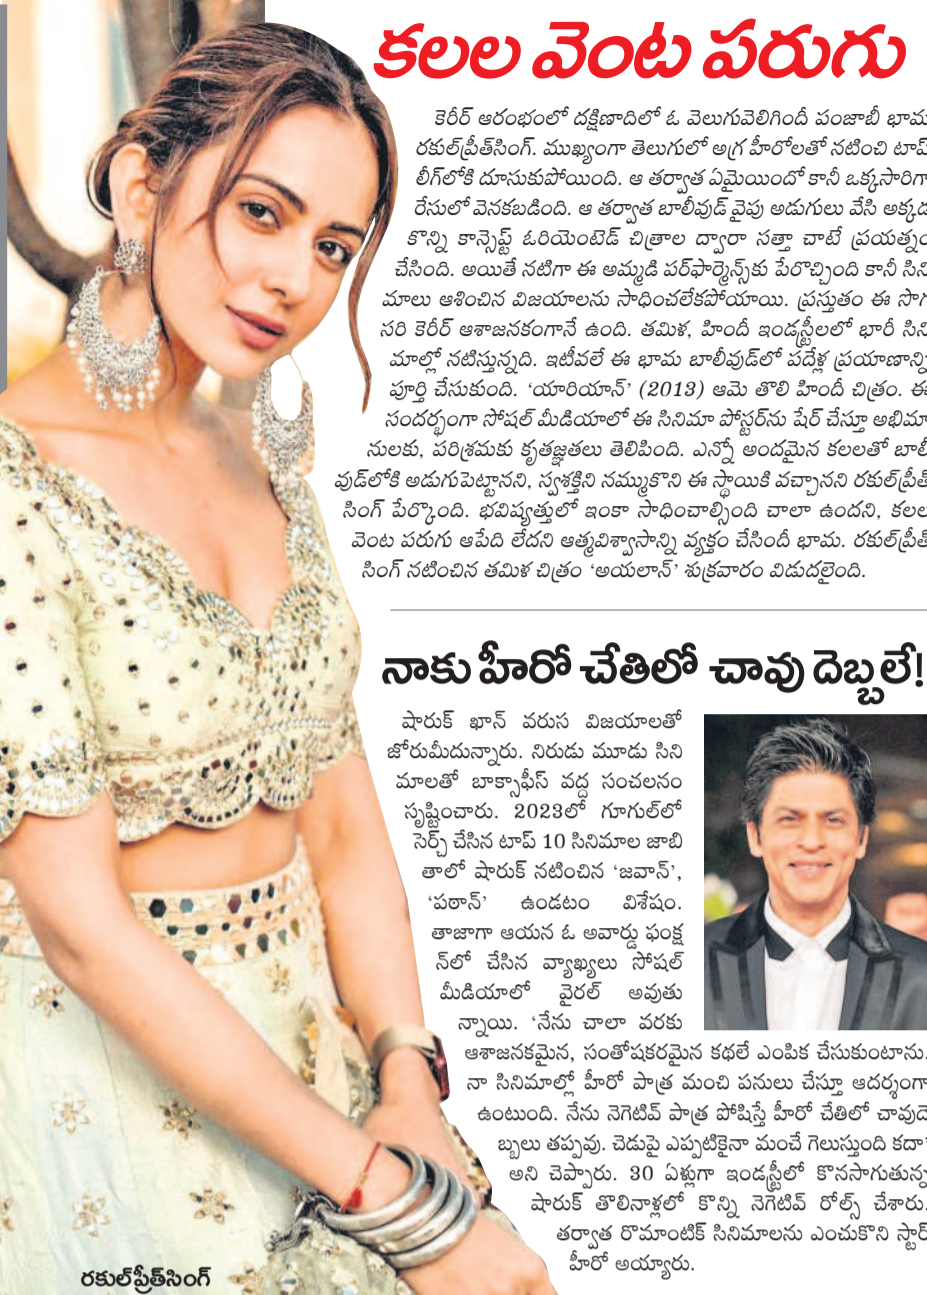 కలల వెంట పరుగు
కెరీర్ ఆరంభంలో దక్షిణాదిలో ఓ వెలుగువెలిగిందీ పంజాబీ భామ
రకుల్‌ప్రీత్‌సింగ్. ముఖ్యంగా తెలుగులో అగ్ర హీరోలతో నటించి టాప్
లీగ్‌లోకి దూసుకుపోయింది. ఆ తర్వాత ఏమైయిందో కానీ ఒక్కసారిగా
రేసులో వెనకబడింది. ఆ తర్వాత బాలీవుడ్ వైపు అడుగులు వేసి అక్కడ
కొన్ని కాన్సెప్ట్ ఓరియెంటెడ్ చిత్రాల ద్వారా సత్తా చాటే ప్రయత్నం
చేసింది. అయితే నటిగా ఈ అమ్మడి పర్‌ఫార్మెన్స్‌కు పేరొచ్చింది కానీ సిని
మాలు ఆశించిన విజయాలను సాధించలేకపోయాయి. ప్రస్తుతం ఈ సొగ
సరి కెరీర్ ఆశాజనకంగానే ఉంది. తమిళ, హిందీ ఇండస్ట్రీలలో భారీ సిని
మాల్లో నటిస్తున్నది. ఇటీవలే ఈ భామ బాలీవుడ్‌లో పదేళ్ల ప్రయాణాన్ని
పూర్తి చేసుకుంది. ‘యారియాన్’ (2013) ఆమె తొలి హిందీ చిత్రం. ఈ
సందర్భంగా సోషల్ మీడియాలో ఈ సినిమా పోస్టర్‌ను షేర్ చేస్తూ అభిమా
నులకు, పరిశ్రమకు కృతజ్ఞతలు తెలిపింది. ఎన్నో అందమైన కలలతో బాలీ
వుడ్‌లోకి అడుగుపెట్టానని, స్వశక్తిని నమ్ముకొని ఈ స్థాయికి వచ్చానని రకుల్‌ప్రీత్
సింగ్ పేర్కొంది. భవిష్యత్తులో ఇంకా సాధించాల్సింది చాలా ఉందని, కలల
వెంట పరుగు ఆపేది లేదని ఆత్మవిశ్వాసాన్ని వ్యక్తం చేసిందీ భామ. రకుల్‌ప్రీత్
సింగ్ నటించిన తమిళ చిత్రం ‘అయలాన్’ శుక్రవారం విడుదలైంది.
నాకు హీరో చేతిలో చావు దెబ్బలే!
షారుక్ ఖాన్ వరుస విజయాలతో
జోరుమీదున్నారు. నిరుడు మూడు సిని
మాలతో బాక్సాఫీస్ వద్ద సంచలనం
సృష్టించారు. 2023లో గూగుల్‌లో
సెర్చ్ చేసిన టాప్ 10 సినిమాల జాబి
తాలో షారుక్ నటించిన ‘జవాన్’,
‘పఠాన్’ ఉండటం విశేషం.
తాజాగా ఆయన ఓ అవార్డు ఫంక్ష
న్‌లో చేసిన వ్యాఖ్యలు సోషల్
మీడియాలో వైరల్ అవుతు
న్నాయి. ‘నేను చాలా వరకు
ఆశాజనకమైన, సంతోషకరమైన కథలే ఎంపిక చేసుకుంటాను.
నా సినిమాల్లో హీరో పాత్ర మంచి పనులు చేస్తూ ఆదర్శంగా
ఉంటుంది. నేను నెగెటివ్ పాత్ర పోషిస్తే హీరో చేతిలో చావుదె
బ్బలు తప్పవు. చెడుపై ఎప్పటికైనా మంచే గెలుస్తుంది కదా’
అని చెప్పారు. 30 ఏళ్లుగా ఇండస్ట్రీలో కొనసాగుతున్న
షారుక్ తొలినాళ్లలో కొన్ని నెగెటివ్ రోల్స్ చేశారు.
తర్వాత రొమాంటిక్ సినిమాలను ఎంచుకొని స్టార్
హీరో అయ్యారు.
రకుల్‌ప్రీత్‌సింగ్